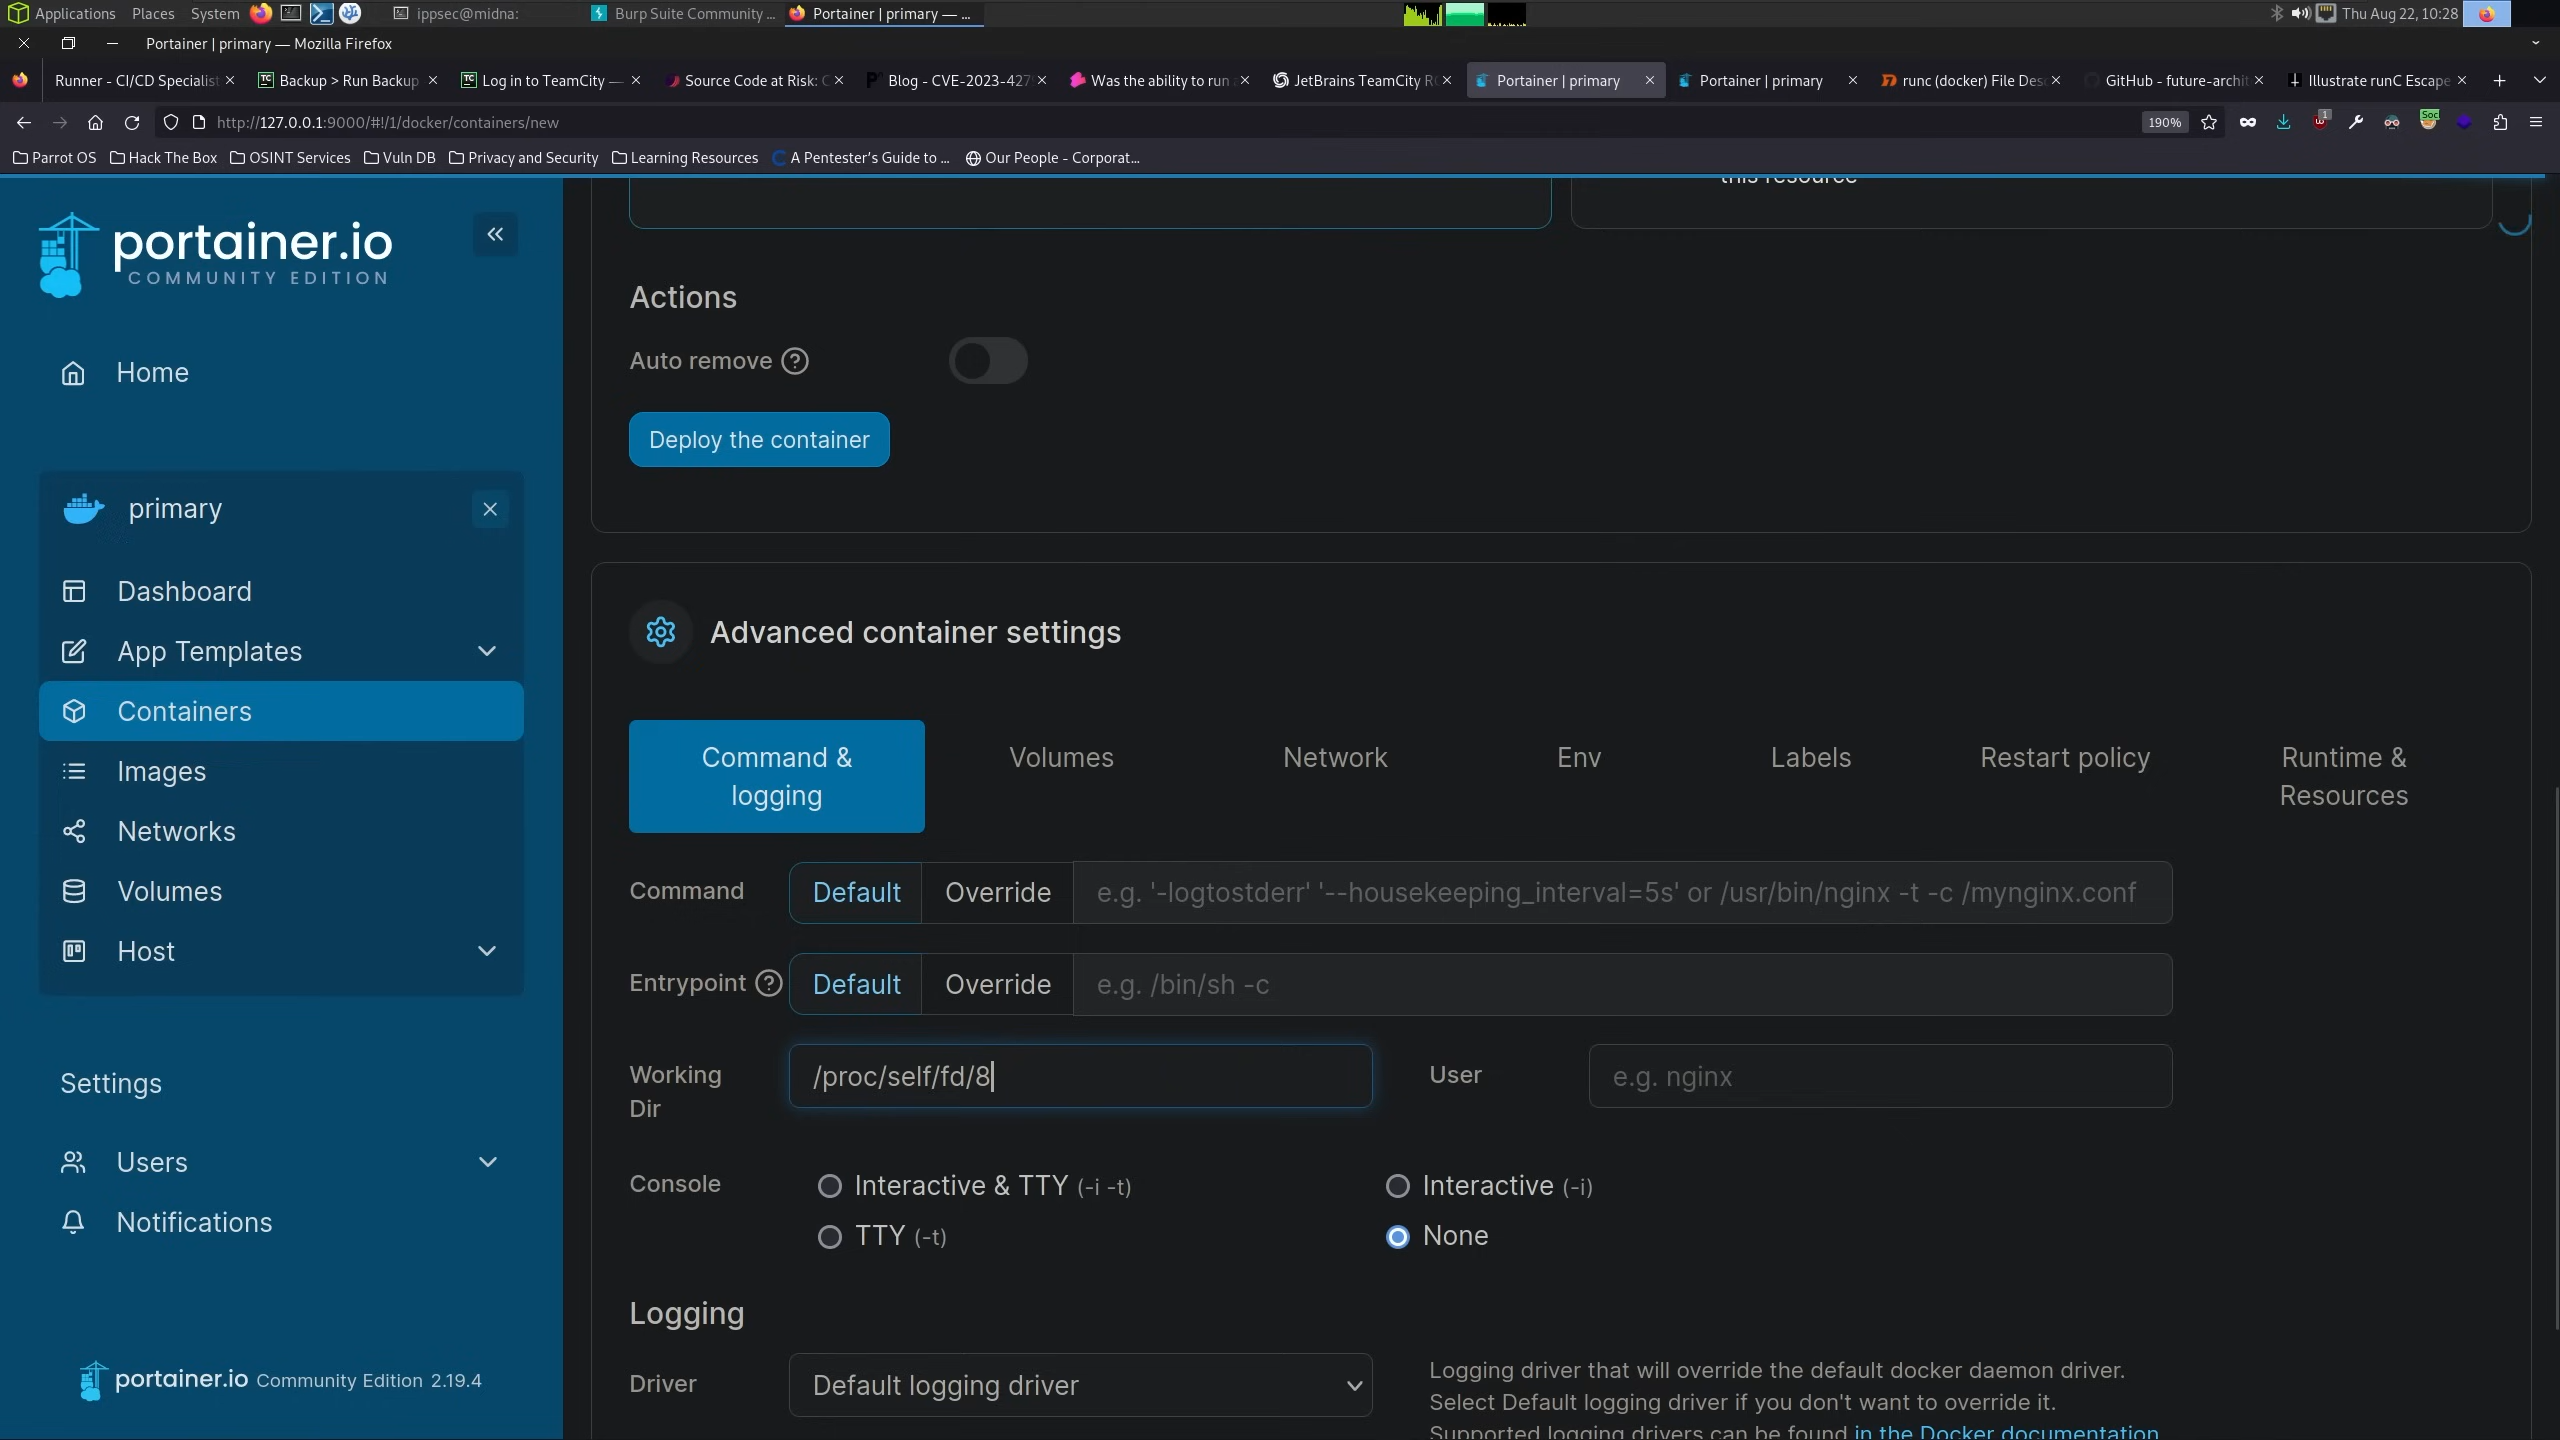 Applications Places System ippsec@midna: Burp Suite Community ... Portainer | primary — ... Thu Aug 22, 10:28
Portainer | primary — Mozilla Firefox
Runner - CI/CD Specialist Backup > Run Backup Log in to TeamCity — Source Code at Risk: C Blog - CVE-2023-427 Was the ability to run JetBrains TeamCity R Portainer | primary Portainer | primary runc (docker) File Des GitHub - future-archit Illustrate runC Escape
http://127.0.0.1:9000/#!/1/docker/containers/new 190%
Parrot OS Hack The Box OSINT Services Vuln DB Privacy and Security Learning Resources A Pentester's Guide to ... Our People - Corporat...
this resource
portainer.io
COMMUNITY EDITION
Home
primary
Dashboard
App Templates
Containers
Images
Networks
Volumes
Host
Settings
Users
Notifications
portainer.io Community Edition 2.19.4
Actions
Auto remove
Deploy the container
Advanced container settings
Command & logging
Volumes
Network
Env
Labels
Restart policy
Runtime & Resources
Command Default Override e.g. '-logtostderr' '--housekeeping_interval=5s' or /usr/bin/nginx -t -c /mynginx.conf
Entrypoint Default Override e.g. /bin/sh -c
Working Dir /proc/self/fd/8 User e.g. nginx
Console Interactive & TTY (-i -t) Interactive (-i)
TTY (-t) None
Logging
Driver Default logging driver
Logging driver that will override the default docker daemon driver.
Select Default logging driver if you don't want to override it.
Supported logging drivers can be found in the Docker documentation